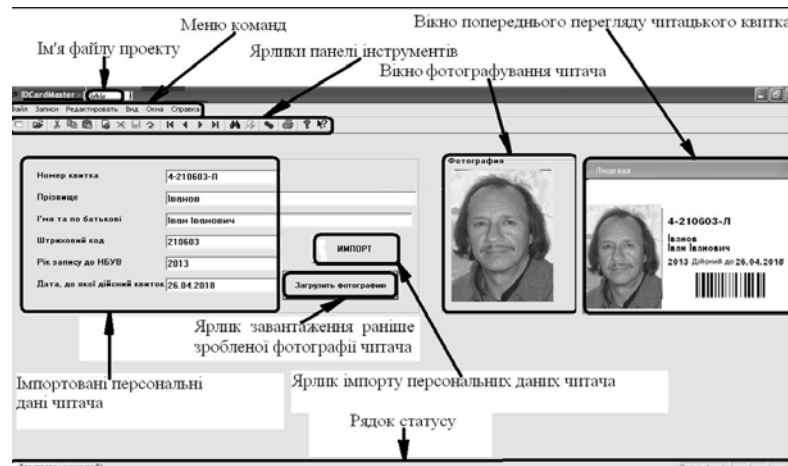 Меню команд
Вікно попереднього перегляду читацького квитка
Ім'я файлу проекту
Ярлики панелі інструментів
Вікно фотографування читача
IDCardMaster -
Файл Записи Редактировать Вид Окна Справка
Фотография
Лицевая
Номер квитка 4-210603-Л
Прізвище Іванов
І'мя та по батькові Іван Іванович
Штриховий код 210603
Рік запису до НБУВ 2013
Дата, до якої дійсний квиток 26.04.2018
ИМПОРТ
Загрузить фотографию
4-210603-Л
Іванов
Іван Іванович
2013 Дійсний до 26.04.2018
Ярлик завантаження раніше
зробленої фотографії читача
Імпортовані персональні
дані читача
Ярлик імпорту персональних даних читача
Рядок статусу